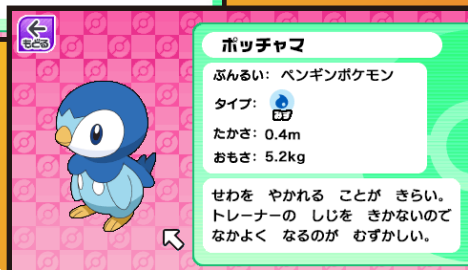 もどる
ポッチャマ
ぶんるい: ペンギンポケモン
タイプ: みず
たかさ: 0.4m
おもさ: 5.2kg
せわを やかれる ことが きらい。
トレーナーの しじを きかないので
なかよく なるのが むずかしい。